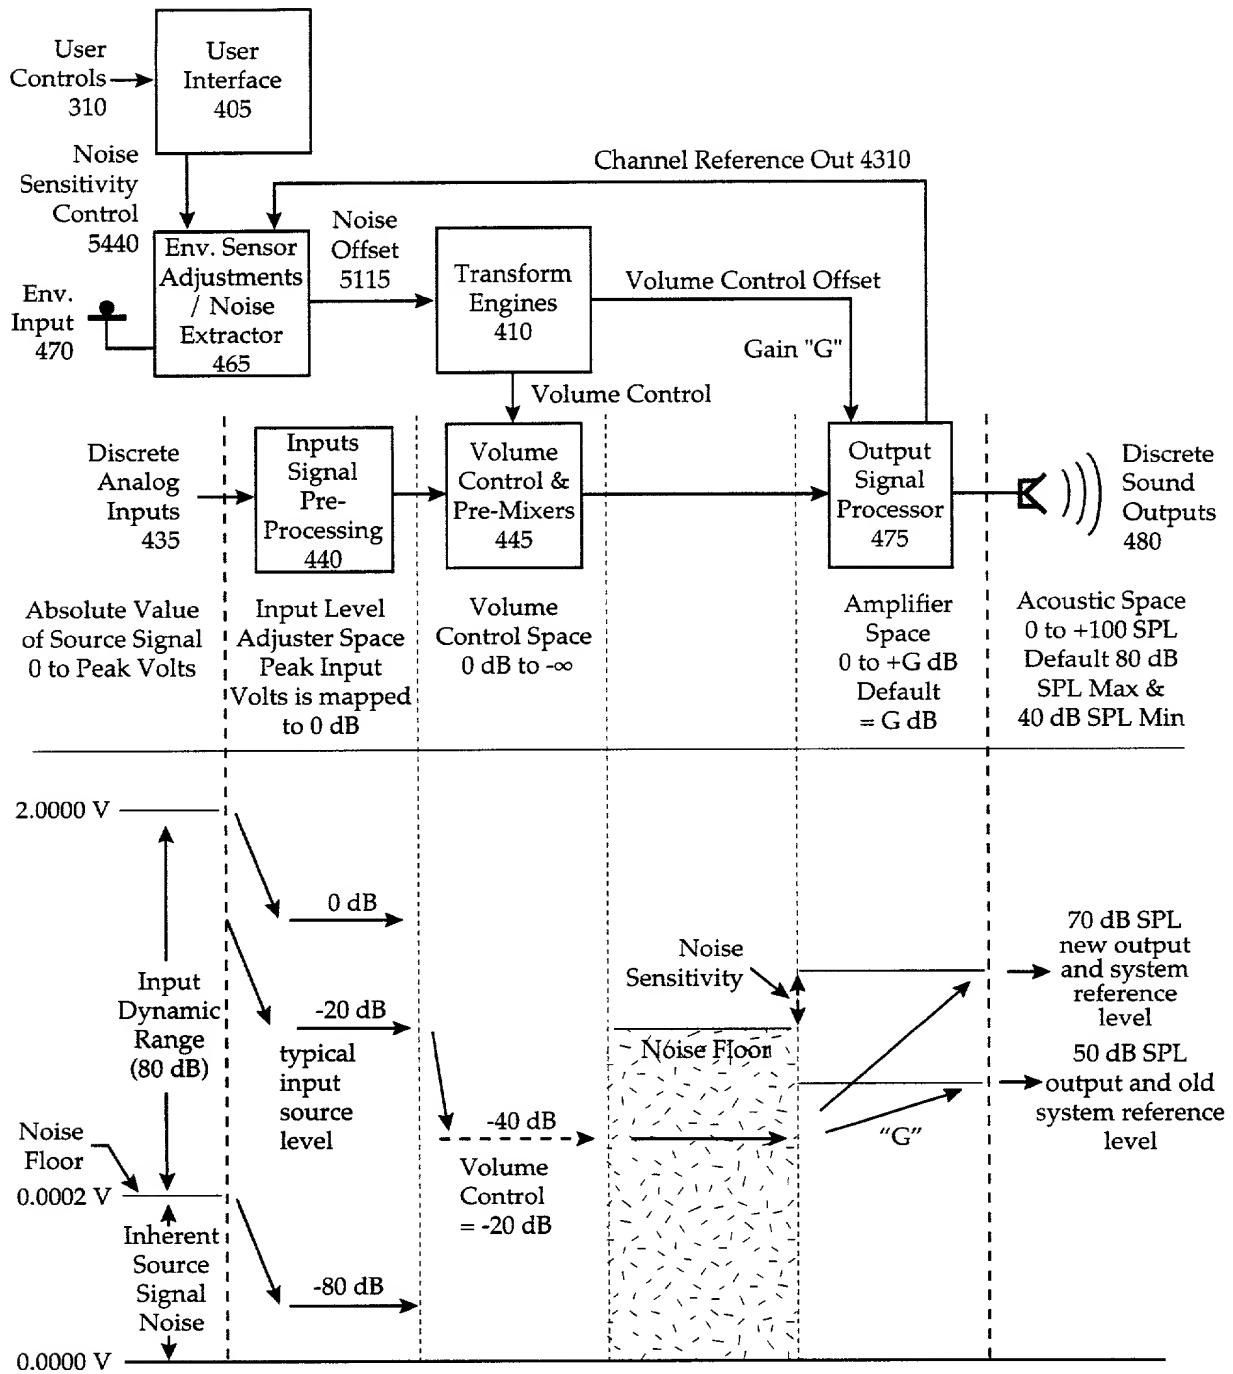 User
Controls
310
User
Interface
405
Noise
Sensitivity
Control
5440
Channel Reference Out 4310
Env. Sensor
Adjustments
/ Noise
Extractor
465
Noise
Offset
5115
Transform
Engines
410
Volume Control Offset
Gain "G"
Env.
Input
470
Volume Control
Discrete
Analog
Inputs
435
Inputs
Signal
Pre-
Processing
440
Volume
Control &
Pre-Mixers
445
Output
Signal
Processor
475
Discrete
Sound
Outputs
480
Absolute Value
of Source Signal
0 to Peak Volts
Input Level
Adjuster Space
Peak Input
Volts is mapped
to 0 dB
Volume
Control Space
0 dB to -∞
Amplifier
Space
0 to +G dB
Default
= G dB
Acoustic Space
0 to +100 SPL
Default 80 dB
SPL Max &
40 dB SPL Min
2.0000 V
0 dB
Input
Dynamic
Range
(80 dB)
-20 dB
typical
input
source
level
-40 dB
Volume
Control
= -20 dB
Noise
Sensitivity
Noise Floor
"G"
70 dB SPL
new output
and system
reference
level
50 dB SPL
output and old
system reference
level
Noise
Floor
0.0002 V
Inherent
Source
Signal
Noise
-80 dB
0.0000 V